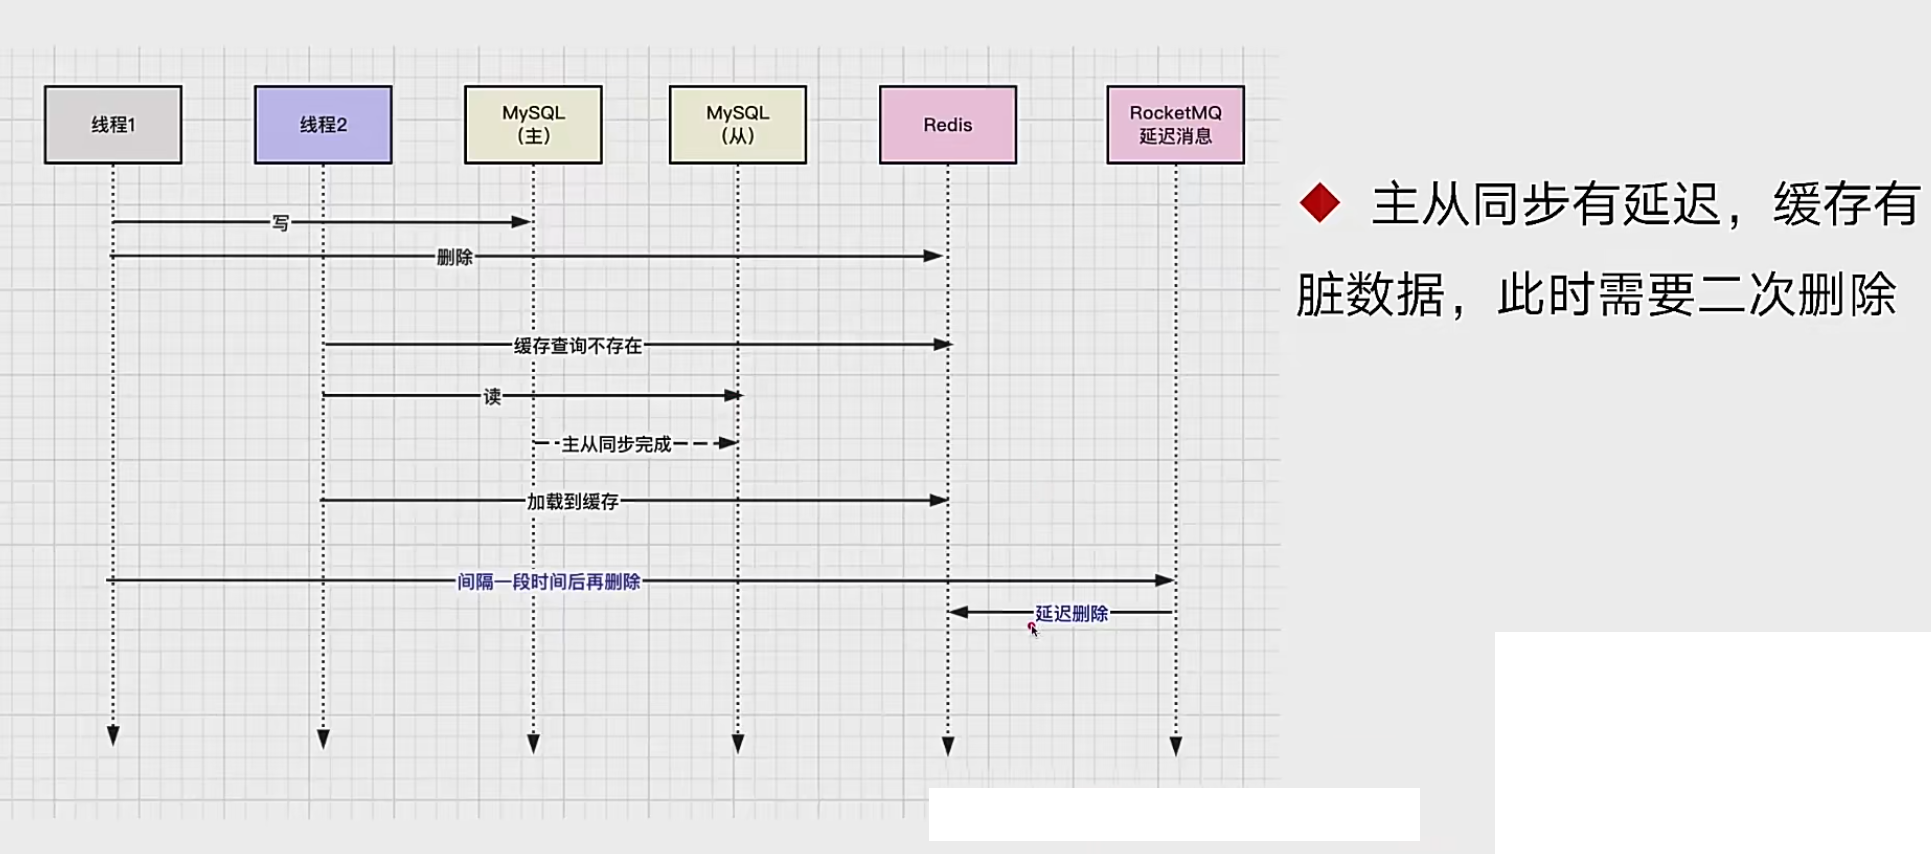 线程1
线程2
MySQL
（主）
MySQL
（从）
Redis
RocketMQ
延迟消息
写
删除
缓存查询不存在
读
主从同步完成
加载到缓存
间隔一段时间后再删除
延迟删除
主从同步有延迟，缓存有
脏数据，此时需要二次删除